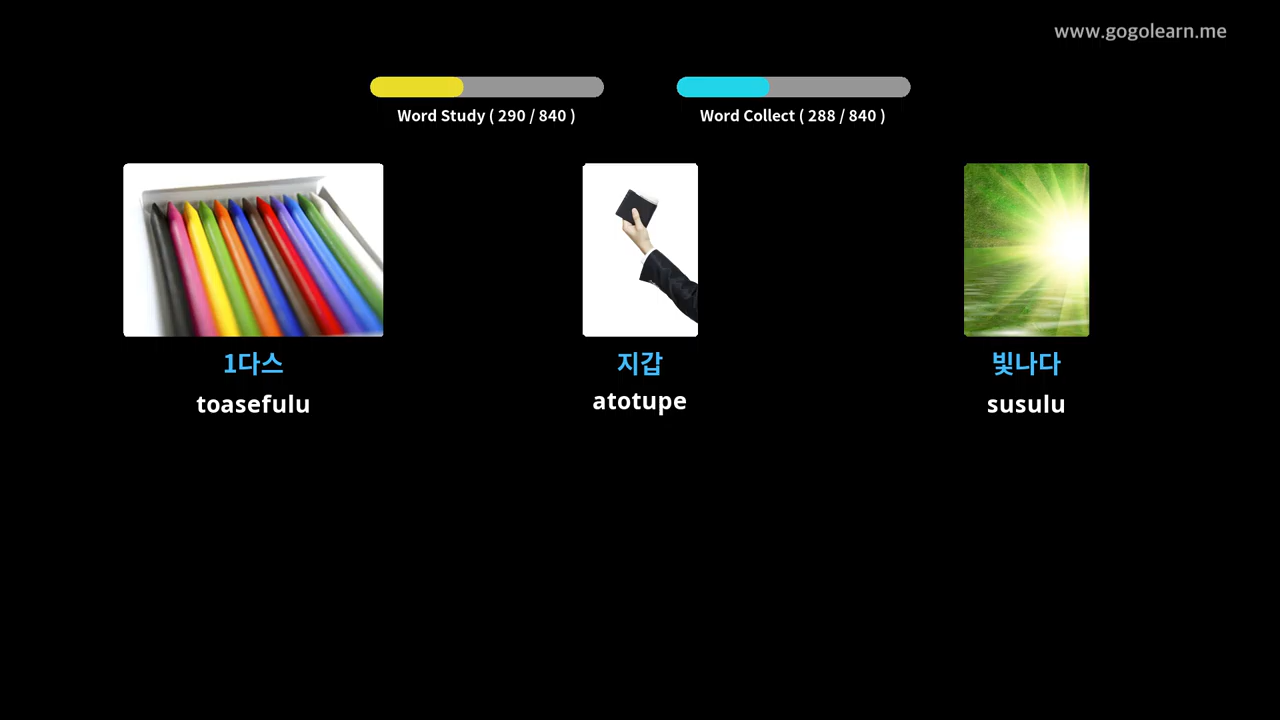 www.gogolearn.me
Word Study ( 290 / 840 )
Word Collect ( 288 / 840 )
1다스
지갑
빛나다
toasefulu
atotupe
susulu